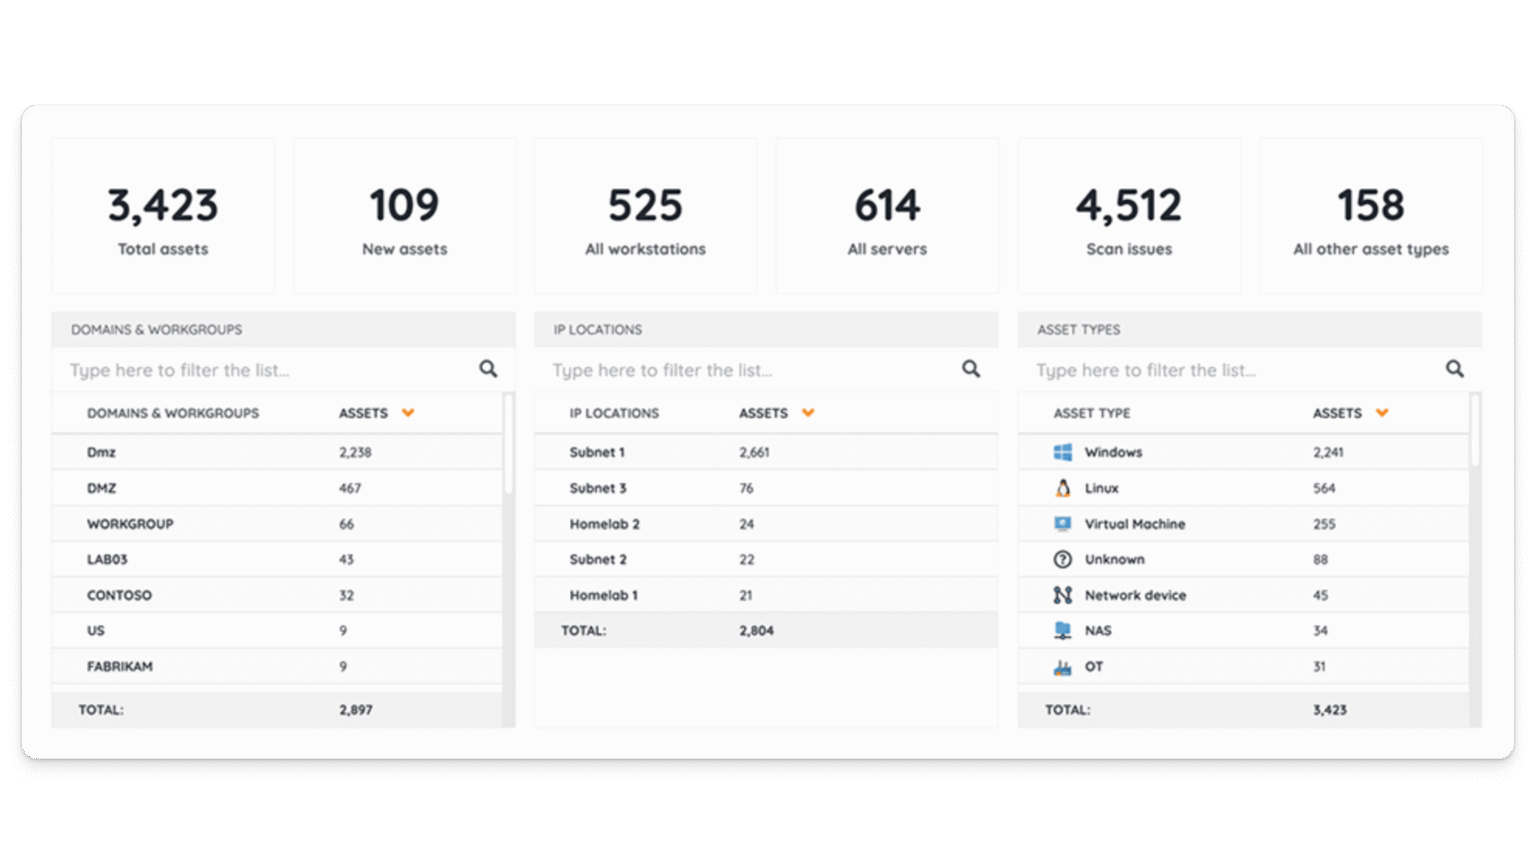 3,423
Total assets
109
New assets
525
All workstations
614
All servers
4,512
Scan issues
158
All other asset types
DOMAINS & WORKGROUPS
Type here to filter the list...
DOMAINS & WORKGROUPS ASSETS
Dmz 2,238
DMZ 467
WORKGROUP 66
LAB03 43
CONTOSO 32
US 9
FABRIKAM 9
TOTAL: 2,897
IP LOCATIONS
Type here to filter the list...
IP LOCATIONS ASSETS
Subnet 1 2,661
Subnet 3 76
Homelab 2 24
Subnet 2 22
Homelab 1 21
TOTAL: 2,804
ASSET TYPES
Type here to filter the list...
ASSET TYPE ASSETS
Windows 2,241
Linux 564
Virtual Machine 255
Unknown 88
Network device 45
NAS 34
OT 31
TOTAL: 3,423